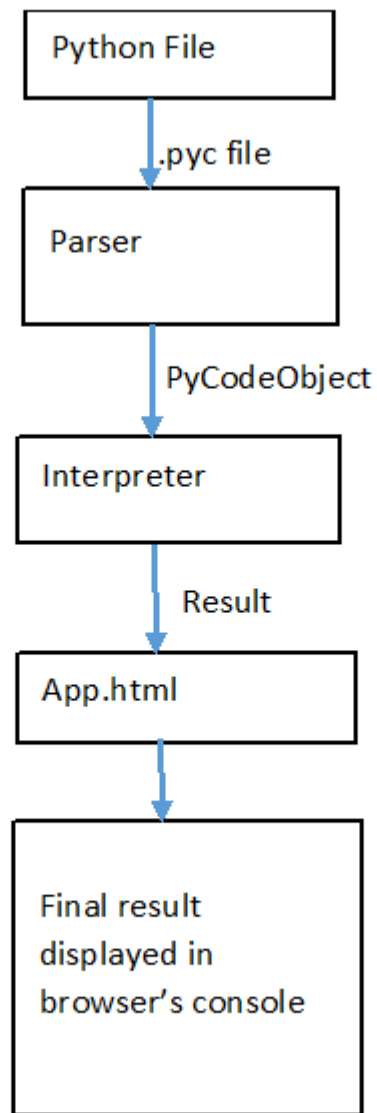 Python File
.pyc file
Parser
PyCodeObject
Interpreter
Result
App.html
Final result
displayed in
browser's console